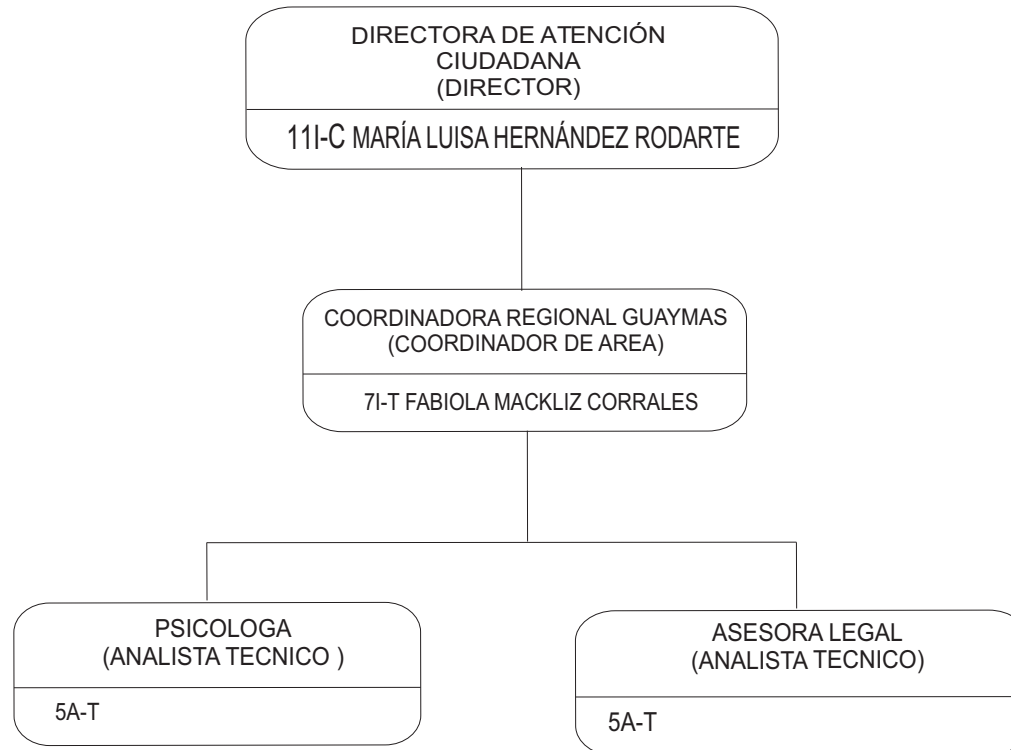 DIRECTORA DE ATENCIÓN
CIUDADANA
(DIRECTOR)
11I-C MARÍA LUISA HERNÁNDEZ RODARTE
COORDINADORA REGIONAL GUAYMAS
(COORDINADOR DE AREA)
7I-T FABIOLA MACKLIZ CORRALES
PSICOLOGA
(ANALISTA TECNICO )
5A-T
ASESORA LEGAL
(ANALISTA TECNICO)
5A-T